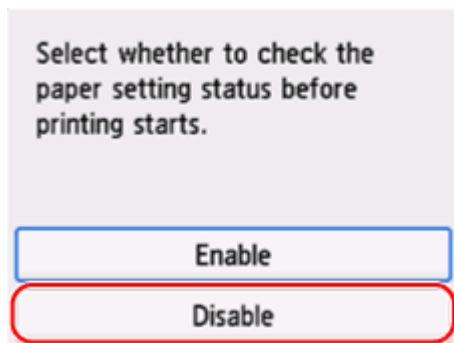 Select whether to check the
paper setting status before
printing starts.
Enable
Disable